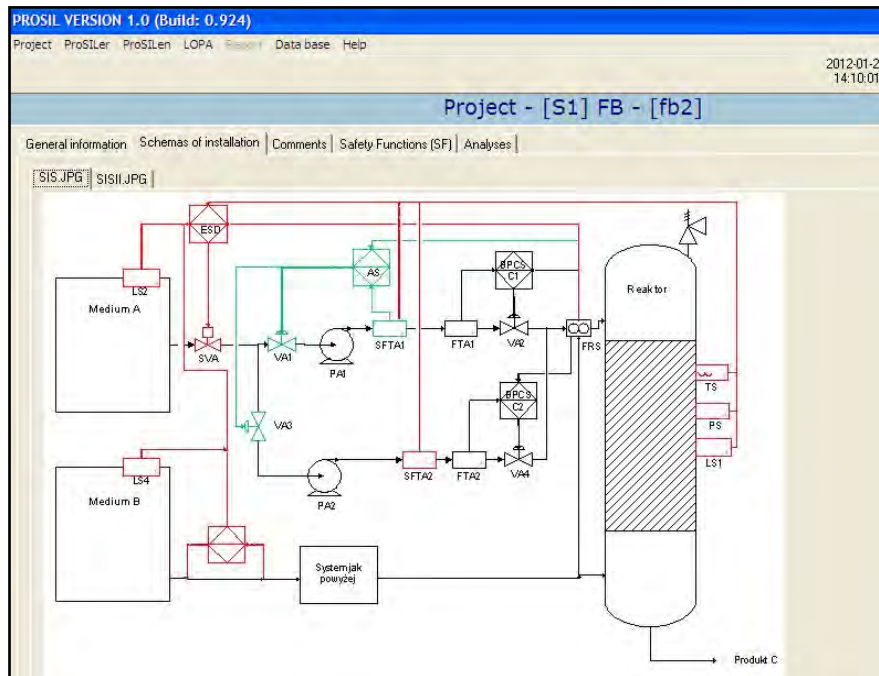 PROSIL VERSION 1.0 (Build: 0.924)
Project ProSILer ProSILen LOPA Report Data base Help
2012-01-2
14:10:01
Project - [S1] FB - [fb2]
General information Schemas of installation Comments Safety Functions (SF) Analyses
SIS.JPG SISII.JPG
ESD
LS2
Medium A
SVA
AS
VA1
PA1
SFTA1
FTA1
BPCS
C1
VA2
FRS
Reaktor
VA3
BPCS
C2
TS
PS
LS1
PA2
SFTA2
FTA2
VA4
LS4
Medium B
System jak
powyżej
Produkt C